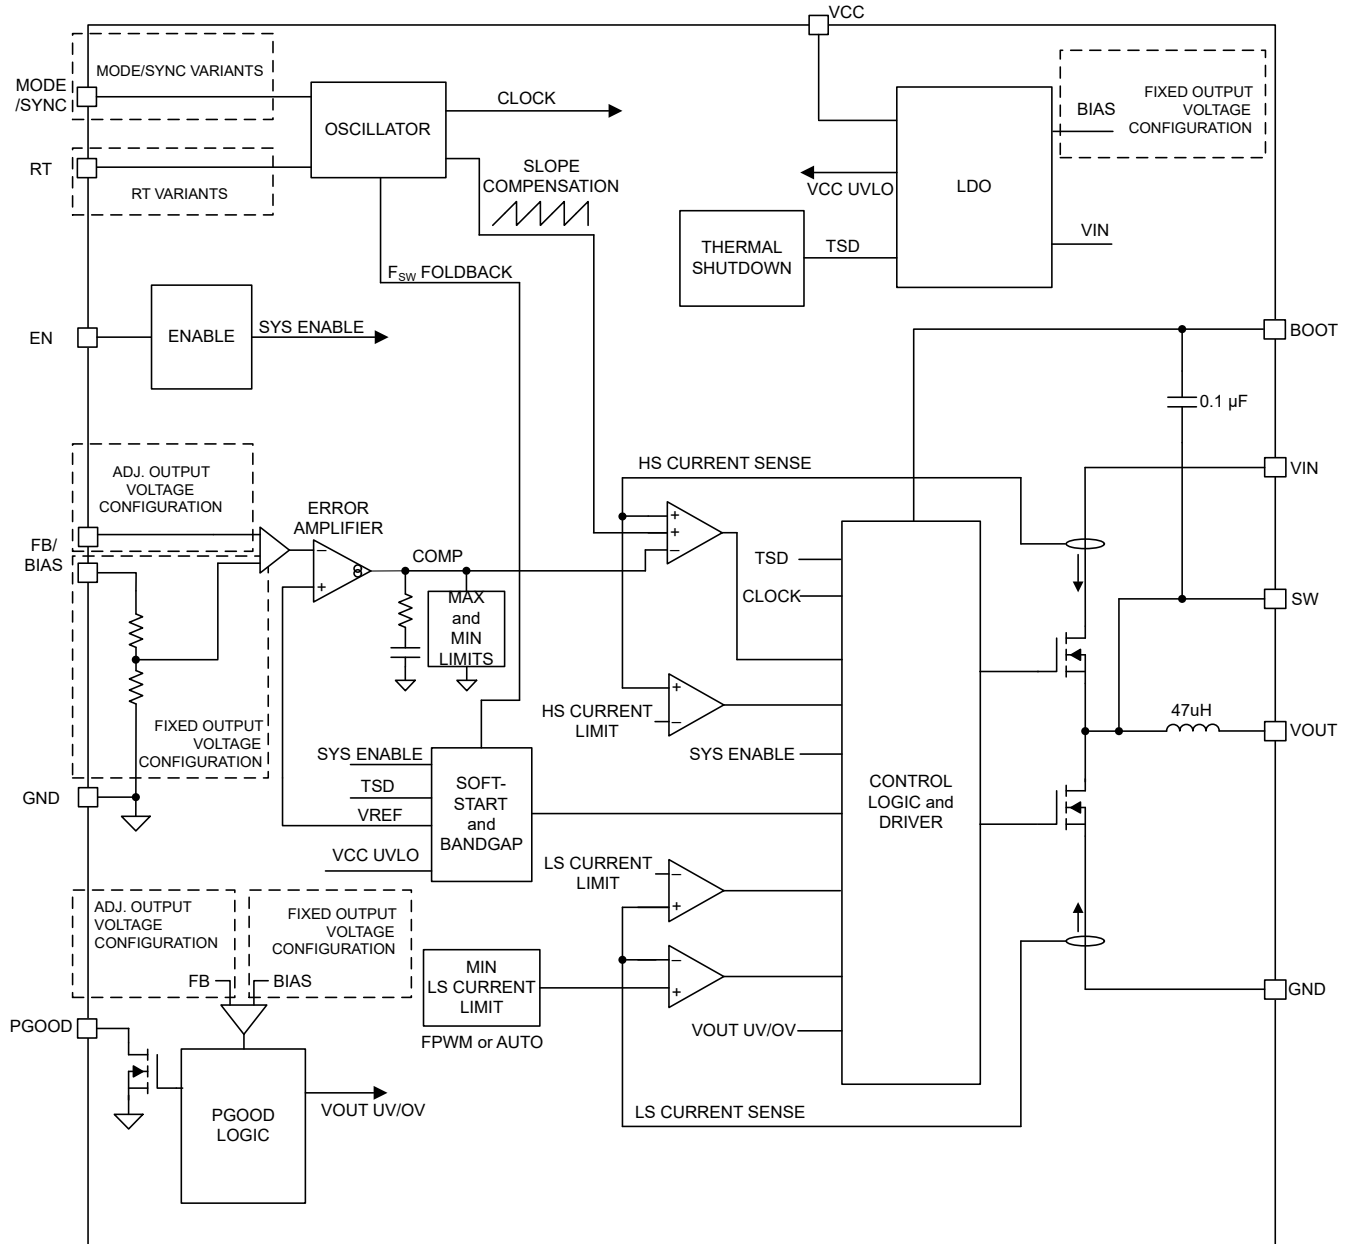 VCC
MODE/SYNC VARIANTS
MODE
/SYNC
OSCILLATOR
CLOCK
BIAS
FIXED OUTPUT
VOLTAGE
CONFIGURATION
RT
RT VARIANTS
SLOPE
COMPENSATION
VCC UVLO
LDO
THERMAL
SHUTDOWN
TSD
VIN
FSW FOLDBACK
EN
ENABLE
SYS ENABLE
BOOT
0.1 µF
ADJ. OUTPUT
VOLTAGE
CONFIGURATION
HS CURRENT SENSE
VIN
FB/
BIAS
ERROR
AMPLIFIER
−
+
COMP
+
+
−
TSD
CLOCK
MAX
and
MIN
LIMITS
SW
+
−
HS CURRENT
LIMIT
47uH
VOUT
FIXED OUTPUT
VOLTAGE
CONFIGURATION
SYS ENABLE
TSD
VREF
VCC UVLO
SOFT-
START
and
BANDGAP
SYS ENABLE
CONTROL
LOGIC and
DRIVER
GND
LS CURRENT
LIMIT
−
+
ADJ. OUTPUT
VOLTAGE
CONFIGURATION
FIXED OUTPUT
VOLTAGE
CONFIGURATION
FB
BIAS
MIN
LS CURRENT
LIMIT
FPWM or AUTO
−
+
GND
PGOOD
VOUT UV/OV
PGOOD
LOGIC
VOUT UV/OV
LS CURRENT SENSE